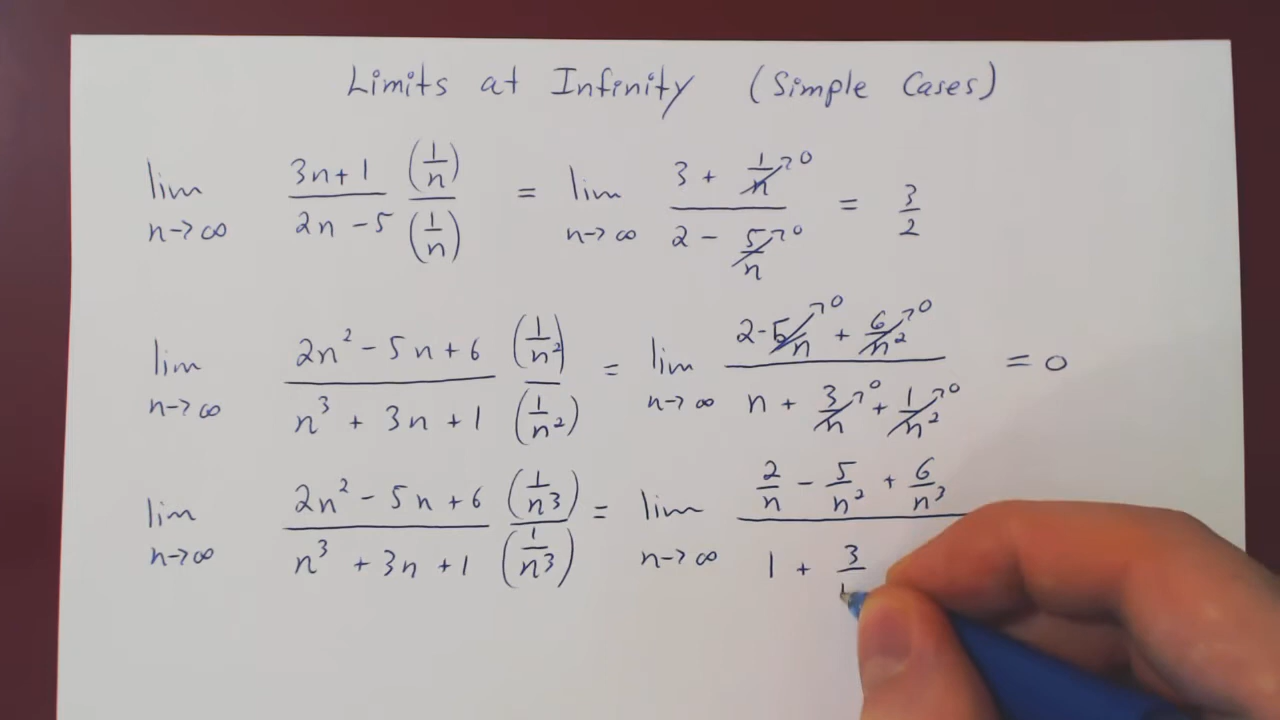 Limits at Infinity (Simple Cases)
lim n→∞ 3n+1 / 2n-5 (1/n) / (1/n) = lim n→∞ 3 + 1/n →0 / 2 - 5/n →0 = 3/2
lim n→∞ 2n² - 5n + 6 / n³ + 3n + 1 (1/n²) / (1/n²) = lim n→∞ 2 - 5/n →0 + 6/n² →0 / n + 3/n →0 + 1/n² →0 = 0
lim n→∞ 2n² - 5n + 6 / n³ + 3n + 1 (1/n³) / (1/n³) = lim n→∞ 2/n - 5/n² + 6/n³ / 1 + 3/